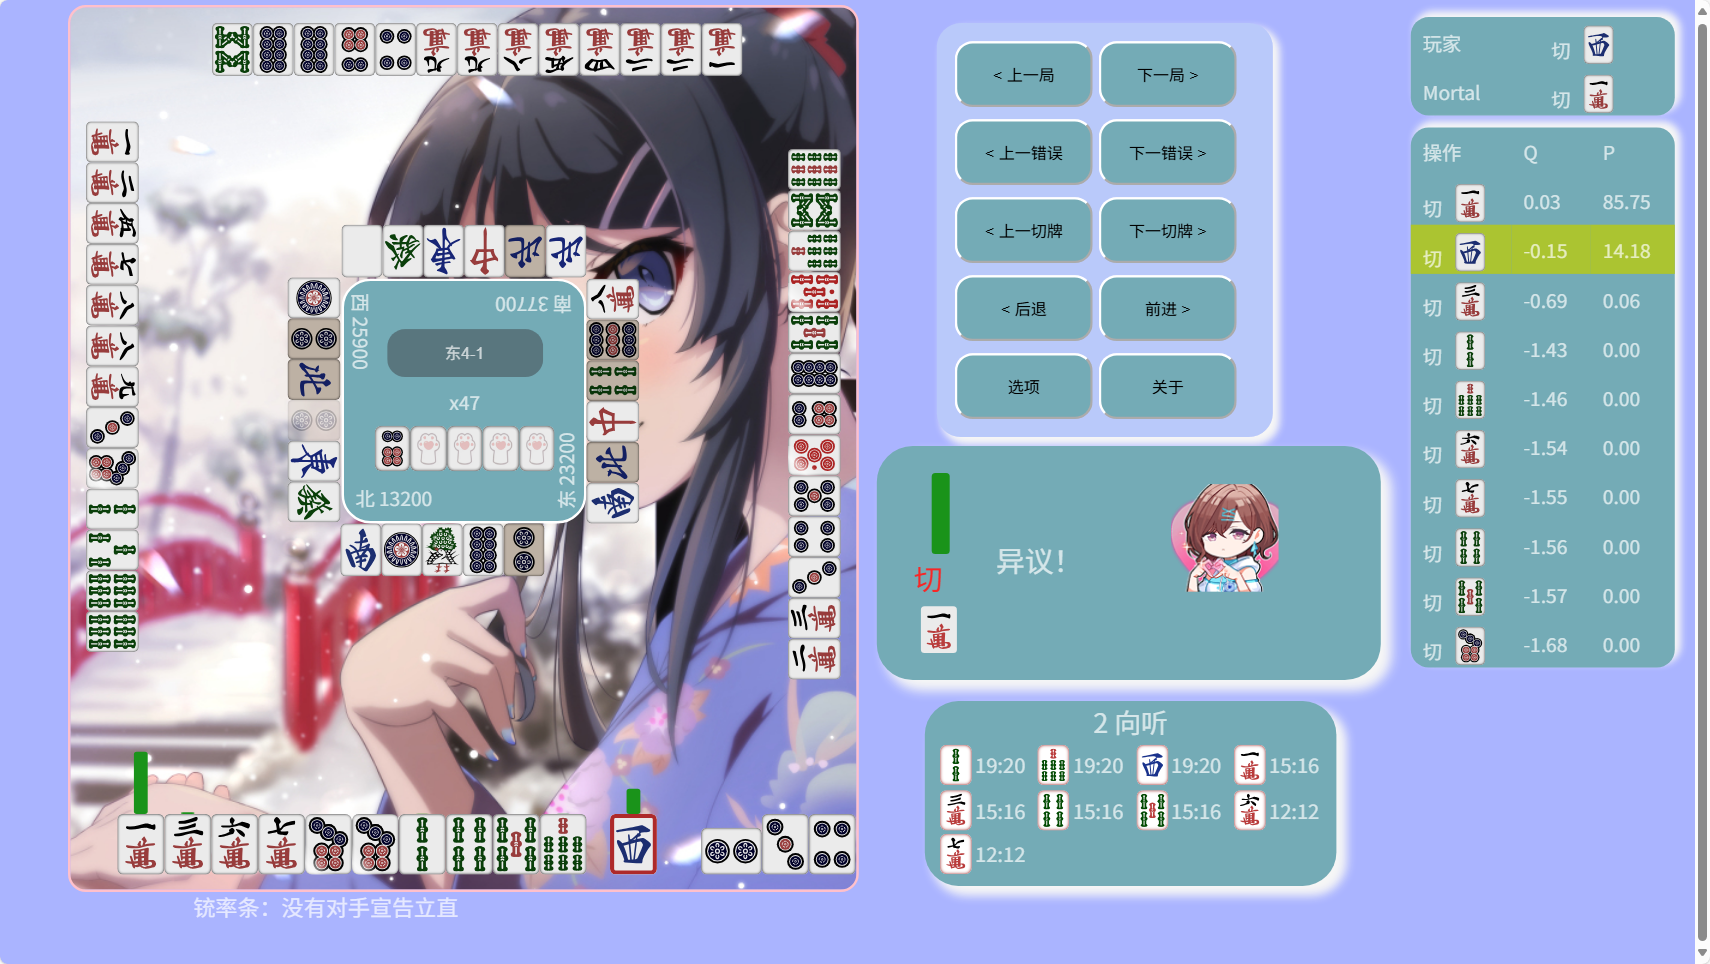 < 上一局
下一局 >
< 上一错误
下一错误 >
< 上一切牌
下一切牌 >
< 后退
前进 >
选项
关于
玩家
切
Mortal
切
操作 Q P
切 0.03 85.75
切 -0.15 14.18
切 -0.69 0.06
切 -1.43 0.00
切 -1.46 0.00
切 -1.54 0.00
切 -1.55 0.00
切 -1.56 0.00
切 -1.57 0.00
切 -1.68 0.00
西 25900
南 37700
东4-1
x47
北 13200
东 23200
切
异议!
2 向听
19:20 19:20 19:20 15:16
15:16 15:16 15:16 12:12
12:12
铳率条：没有对手宣告立直